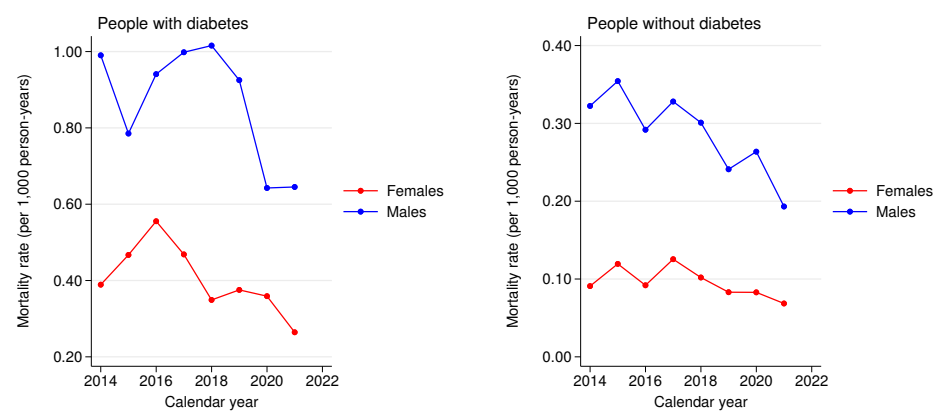 People with diabetes
Mortality rate (per 1,000 person-years)
1.00
0.80
0.60
0.40
0.20
2014 2016 2018 2020 2022
Calendar year
Females
Males
People without diabetes
Mortality rate (per 1,000 person-years)
0.40
0.30
0.20
0.10
0.00
2014 2016 2018 2020 2022
Calendar year
Females
Males